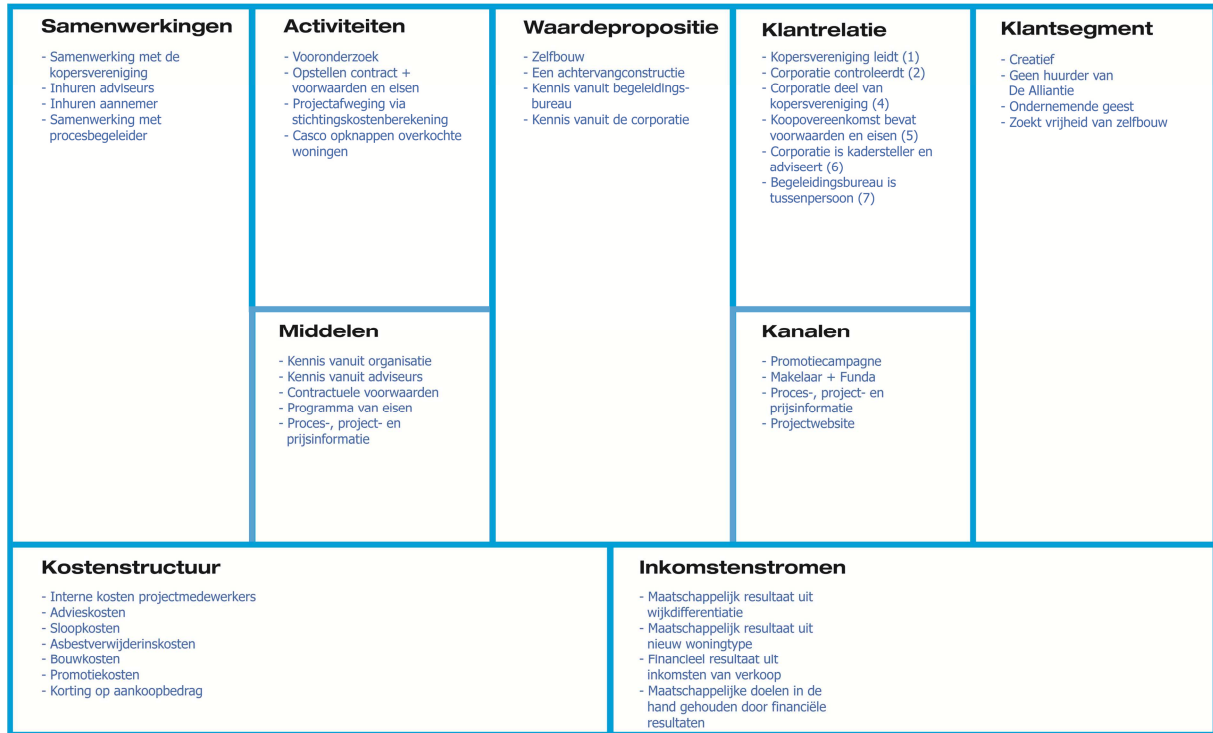 Samenwerkingen
- Samenwerking met de
kopersvereniging
- Inhuren adviseurs
- Inhuren aannemer
- Samenwerking met
procesbegeleider
Activiteiten
- Vooronderzoek
- Opstellen contract +
voorwaarden en eisen
- Projectafweging via
stichtingskostenberekening
- Casco opknappen overkochte
woningen
Middelen
- Kennis vanuit organisatie
- Kennis vanuit adviseurs
- Contractuele voorwaarden
- Programma van eisen
- Proces-, project- en
prijsinformatie
Waardepropositie
- Zelfbouw
- Een achtervangconstructie
- Kennis vanuit begeleidings-
bureau
- Kennis vanuit de corporatie
Klantrelatie
- Kopersvereniging leidt (1)
- Corporatie controleerdt (2)
- Corporatie deel van
kopersvereniging (4)
- Koopovereenkomst bevat
voorwaarden en eisen (5)
- Corporatie is kadersteller en
adviseert (6)
- Begeleidingsbureau is
tussenpersoon (7)
Kanalen
- Promotiecampagne
- Makelaar + Funda
- Proces-, project- en
prijsinformatie
- Projectwebsite
Klantsegment
- Creatief
- Geen huurder van
De Alliantie
- Ondernemende geest
- Zoekt vrijheid van zelfbouw
Kostenstructuur
- Interne kosten projectmedewerkers
- Advieskosten
- Sloopkosten
- Asbestverwijderinskosten
- Bouwkosten
- Promotiekosten
- Korting op aankoopbedrag
Inkomstenstromen
- Maatschappelijk resultaat uit
wijkdifferentiatie
- Maatschappelijk resultaat uit
nieuw woningtype
- Financieel resultaat uit
inkomsten van verkoop
- Maatschappelijke doelen in de
hand gehouden door financiële
resultaten